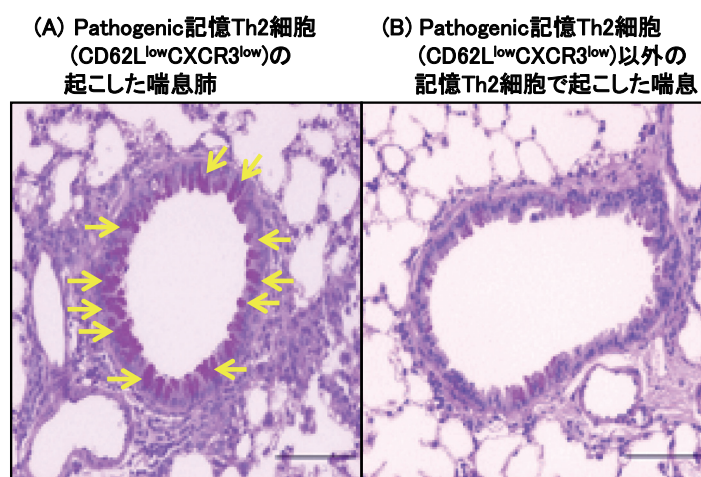 (A) Pathogenic記憶Th2細胞
(CD62LlowCXCR3low)の
起こした喘息肺
(B) Pathogenic記憶Th2細胞
(CD62LlowCXCR3low)以外の
記憶Th2細胞で起こした喘息